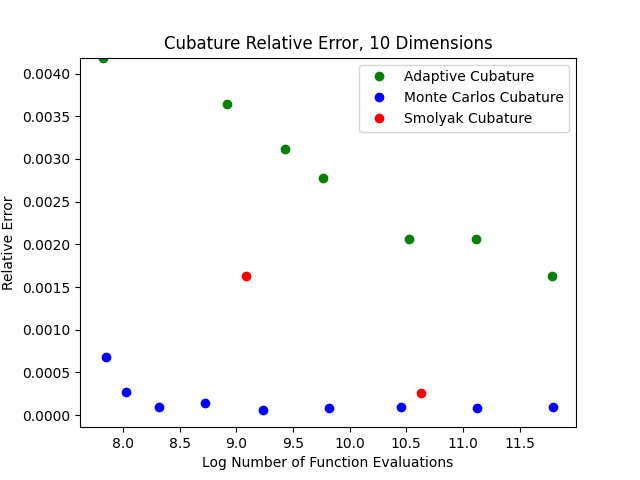 Cubature Relative Error, 10 Dimensions
Adaptive Cubature
Monte Carlos Cubature
Smolyak Cubature
Relative Error
0.0040
0.0035
0.0030
0.0025
0.0020
0.0015
0.0010
0.0005
0.0000
8.0 8.5 9.0 9.5 10.0 10.5 11.0 11.5
Log Number of Function Evaluations